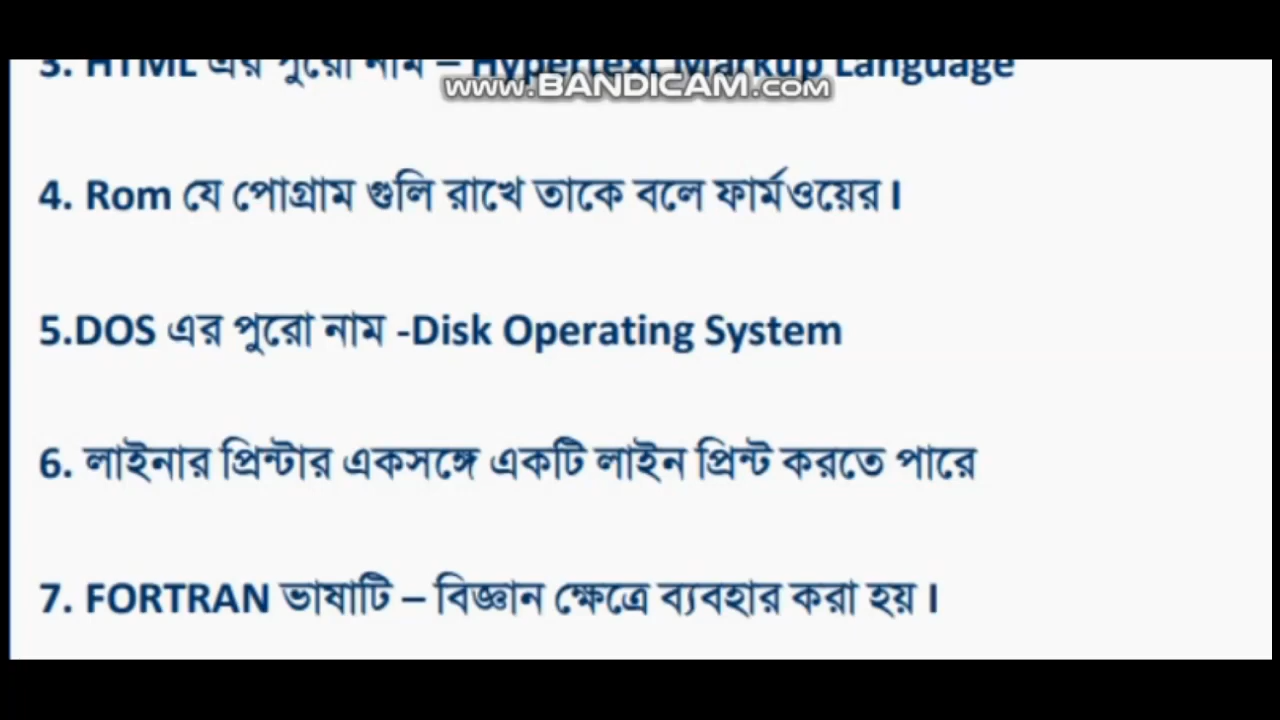 3. HTML এর পুরো নাম – Hypertext Markup Language
www.BANDICAM.com
4. Rom যে পোগ্রাম গুলি রাখে তাকে বলে ফার্মওয়ের।
5.DOS এর পুরো নাম -Disk Operating System
6. লাইনার প্রিন্টার একসঙ্গে একটি লাইন প্রিন্ট করতে পারে
7. FORTRAN ভাষাটি – বিজ্ঞান ক্ষেত্রে ব্যবহার করা হয়।